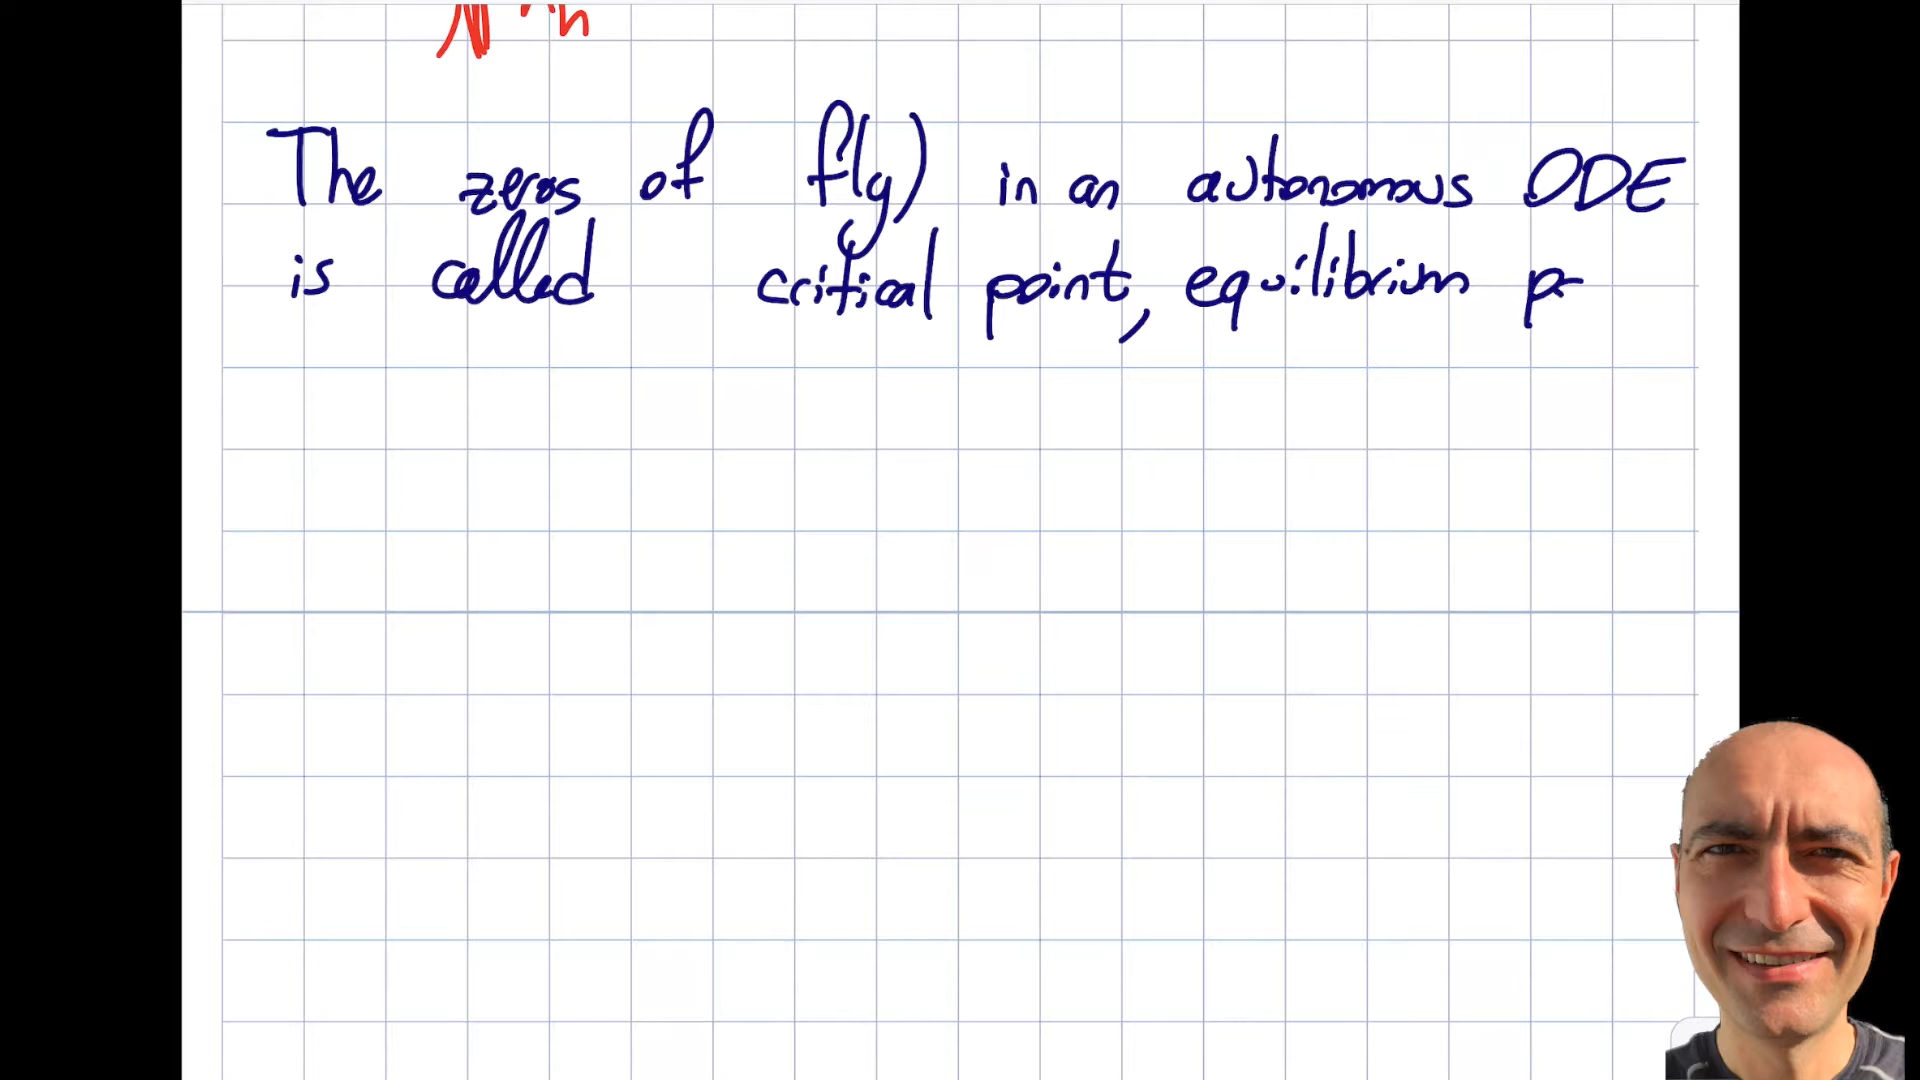 The zeros of f(y) in an autonomous ODE
is called critical point, equilibrium p